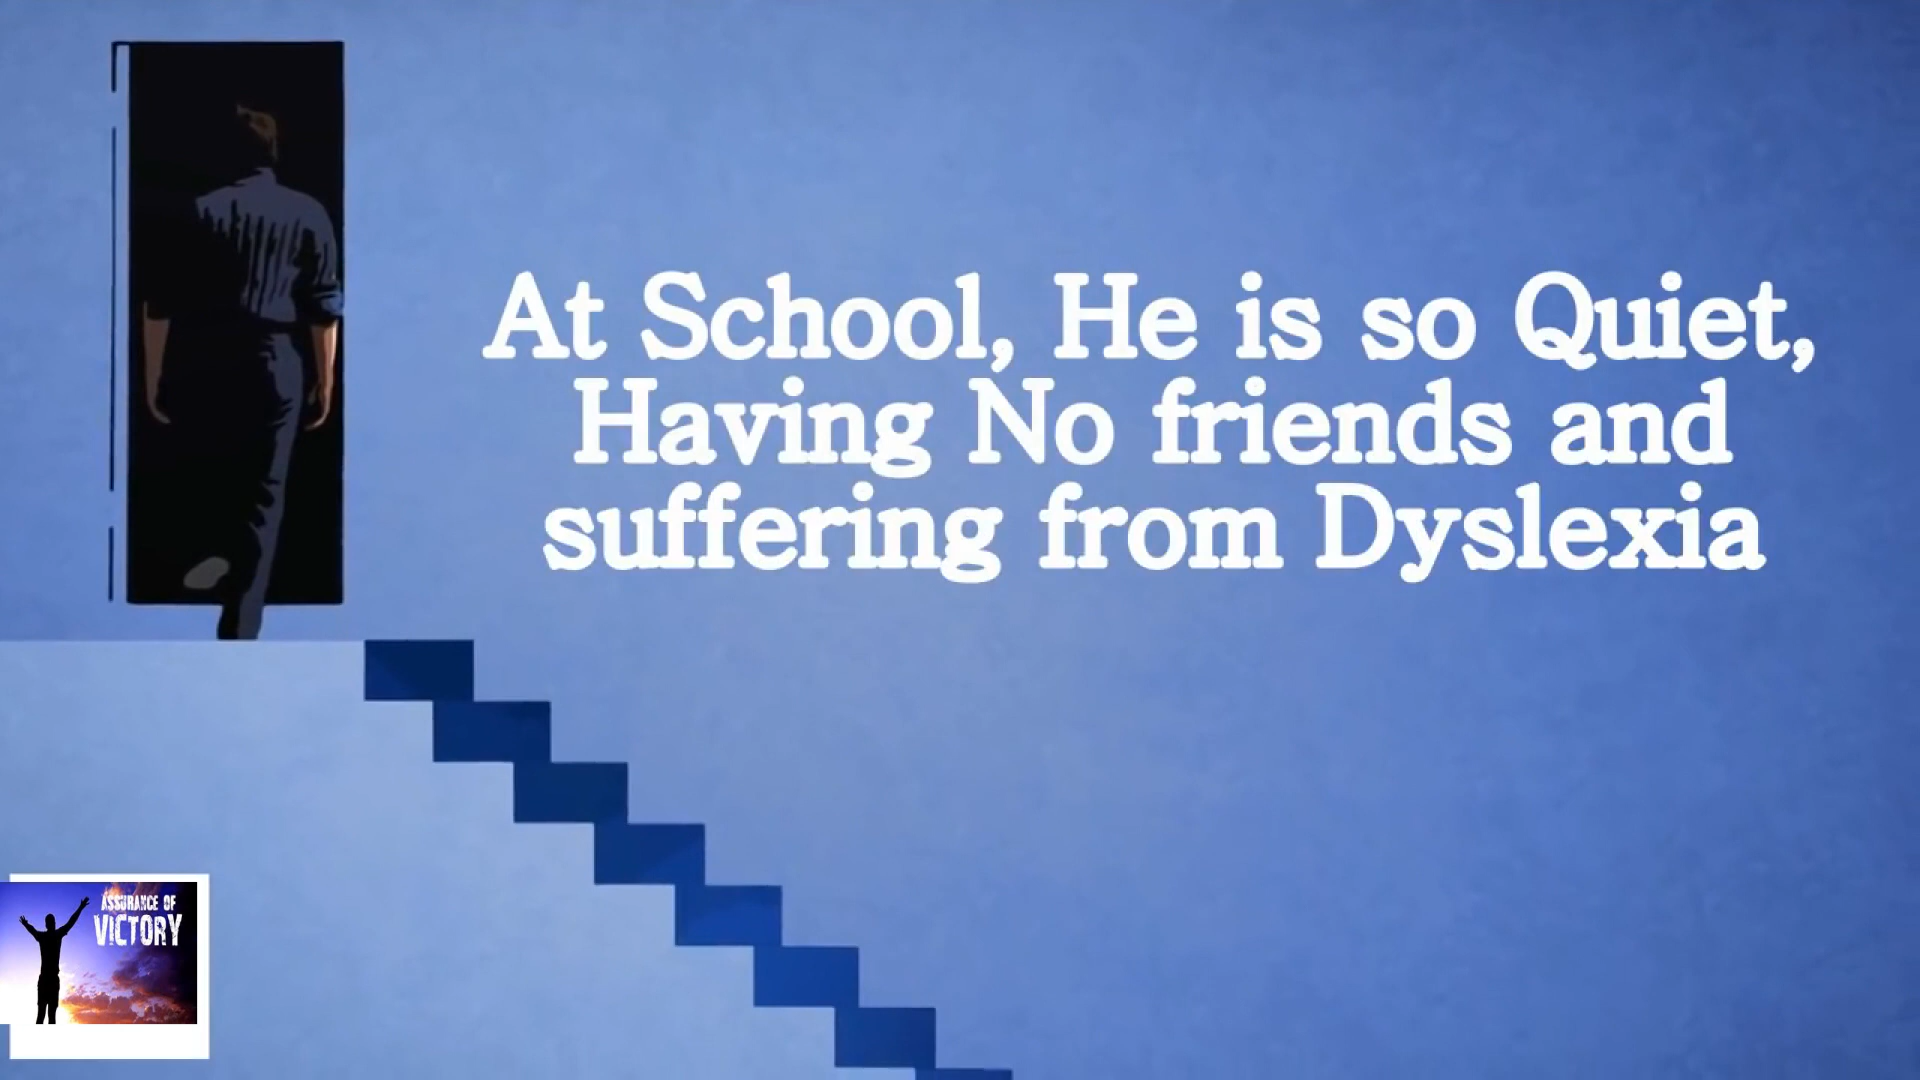 At School, He is so Quiet,
Having No friends and
suffering from Dyslexia
ASSURANCE OF
VICTORY